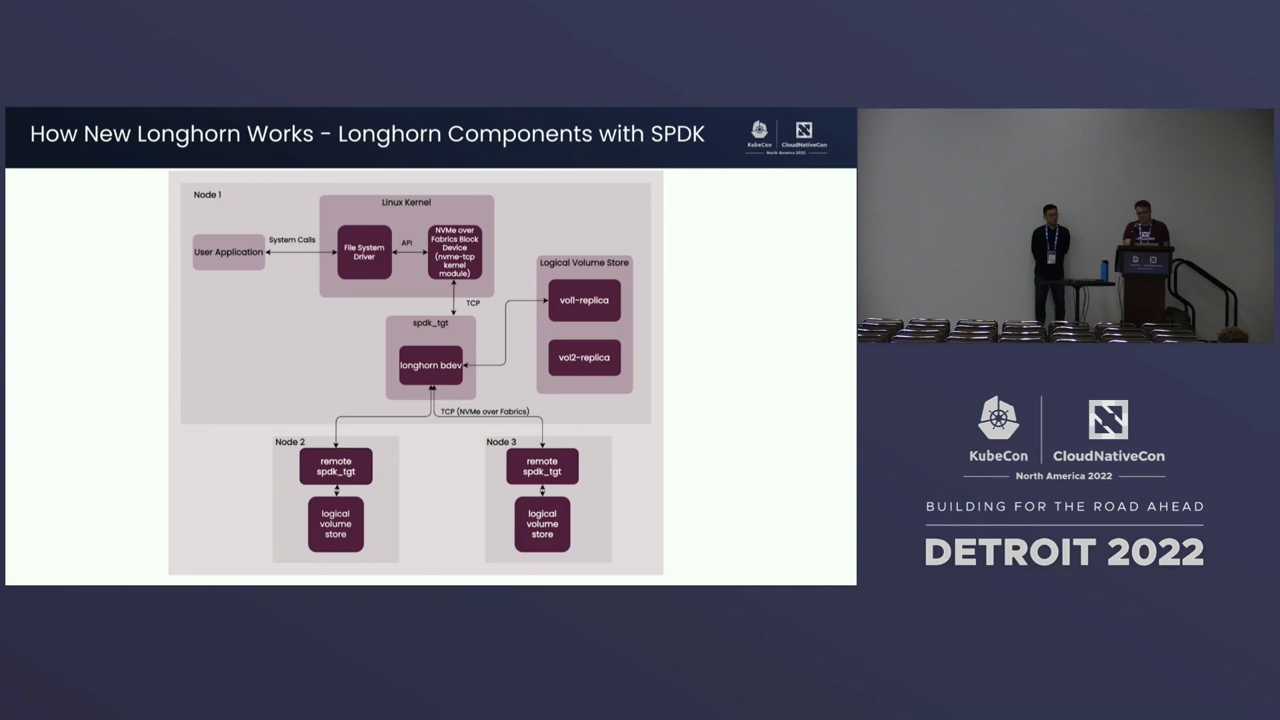 How New Longhorn Works - Longhorn Components with SPDK
KubeCon
CloudNativeCon
North America 2022
Node 1
Linux Kernel
User Application
System Calls
File System
Driver
API
NVMe over
Fabrics Block
Device
(nvme-tcp
kernel
module)
TCP
Logical Volume Store
vol1-replica
vol2-replica
spdk_tgt
longhorn bdev
TCP (NVMe over Fabrics)
Node 2
remote
spdk_tgt
logical
volume
store
Node 3
remote
spdk_tgt
logical
volume
store
KubeCon
CloudNativeCon
North America 2022
BUILDING FOR THE ROAD AHEAD
DETROIT 2022